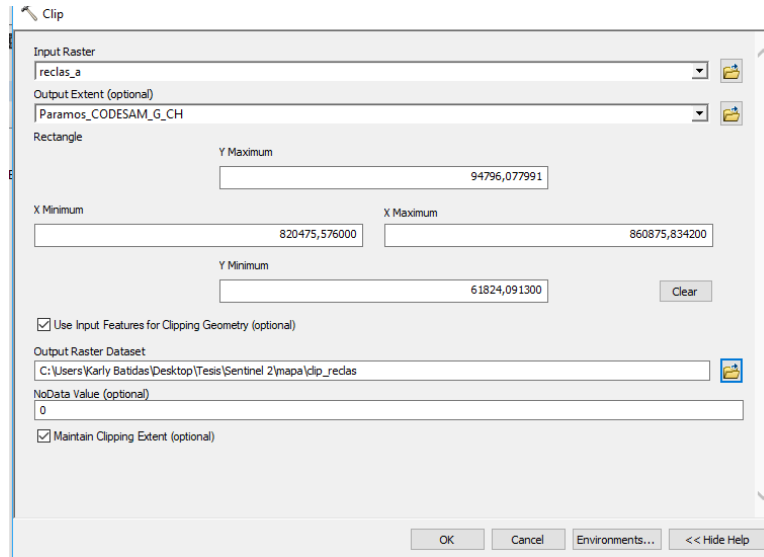 Clip
Input Raster
reclas_a
Output Extent (optional)
Paramos_CODESAM_G_CH
Rectangle
Y Maximum
94796,077991
X Minimum X Maximum
820475,576000 860875,834200
Y Minimum
61824,091300 Clear
Use Input Features for Clipping Geometry (optional)
Output Raster Dataset
C:\Users\Karly Batidas\Desktop\Tesis\Sentinel 2\mapa\clip_reclas
NoData Value (optional)
0
Maintain Clipping Extent (optional)
OK Cancel Environments... << Hide Help